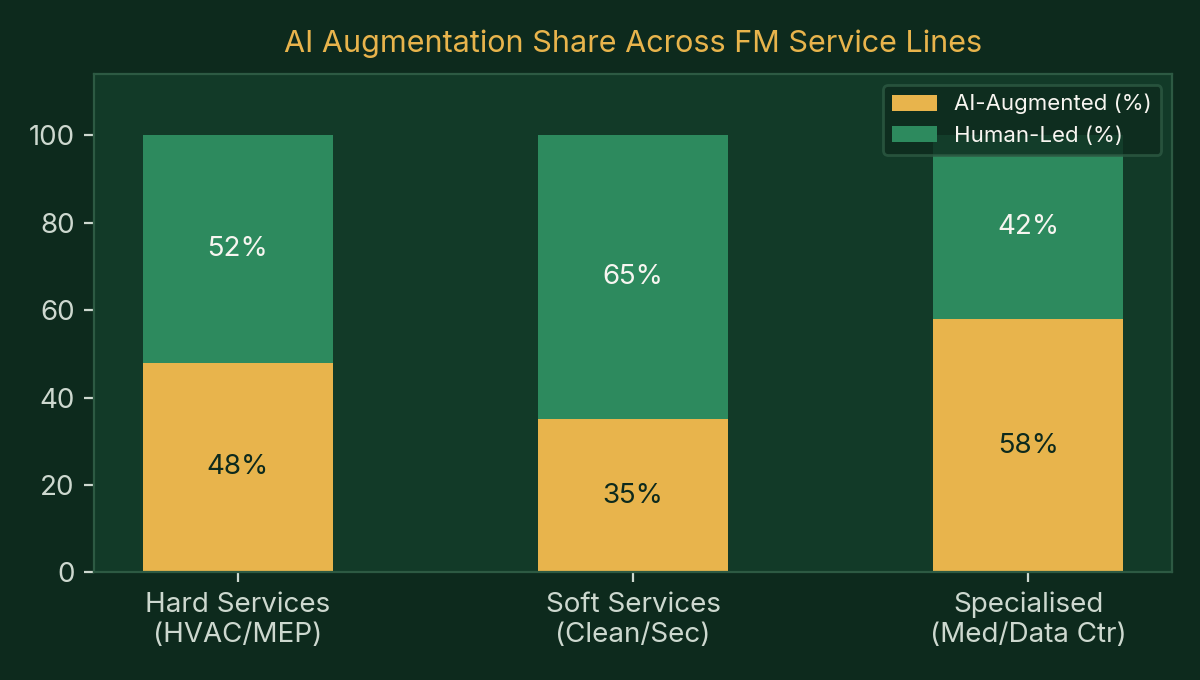 AI Augmentation Share Across FM Service Lines
AI-Augmented (%)
Human-Led (%)
100
80
60
40
20
0
52%
48%
65%
35%
42%
58%
Hard Services
(HVAC/MEP)
Soft Services
(Clean/Sec)
Specialised
(Med/Data Ctr)